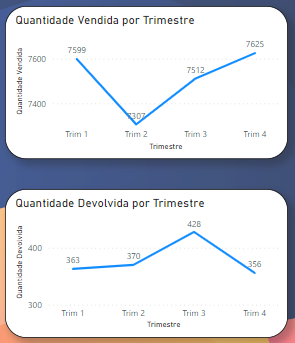 Quantidade Vendida por Trimestre
Quantidade Vendida
7600
7400
7599
7307
7512
7625
Trim 1 Trim 2 Trim 3 Trim 4
Trimestre
Quantidade Devolvida por Trimestre
Quantidade Devolvida
400
300
363
370
428
356
Trim 1 Trim 2 Trim 3 Trim 4
Trimestre